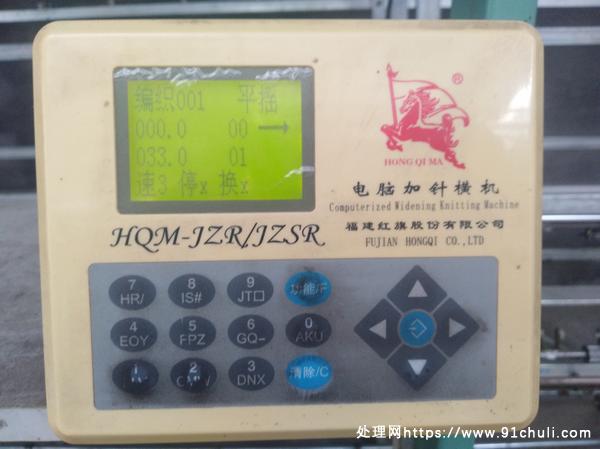 编织001 平摇
000.0 00→
033.0 01
速3 停x 换x
®
HONG QI MA
电脑加针横机
Computerized Widening Knitting Machine
福建红旗股份有限公司
FUJIAN HONGQI CO.,LTD
HQM-JZR/JZSR
7 8 9 功能/F
HR/ IS# JT□
4 5 6 0
EOY FPZ GQ- AKU
2 3 清除/C
DNX
处理网https://www.91chuli.com/